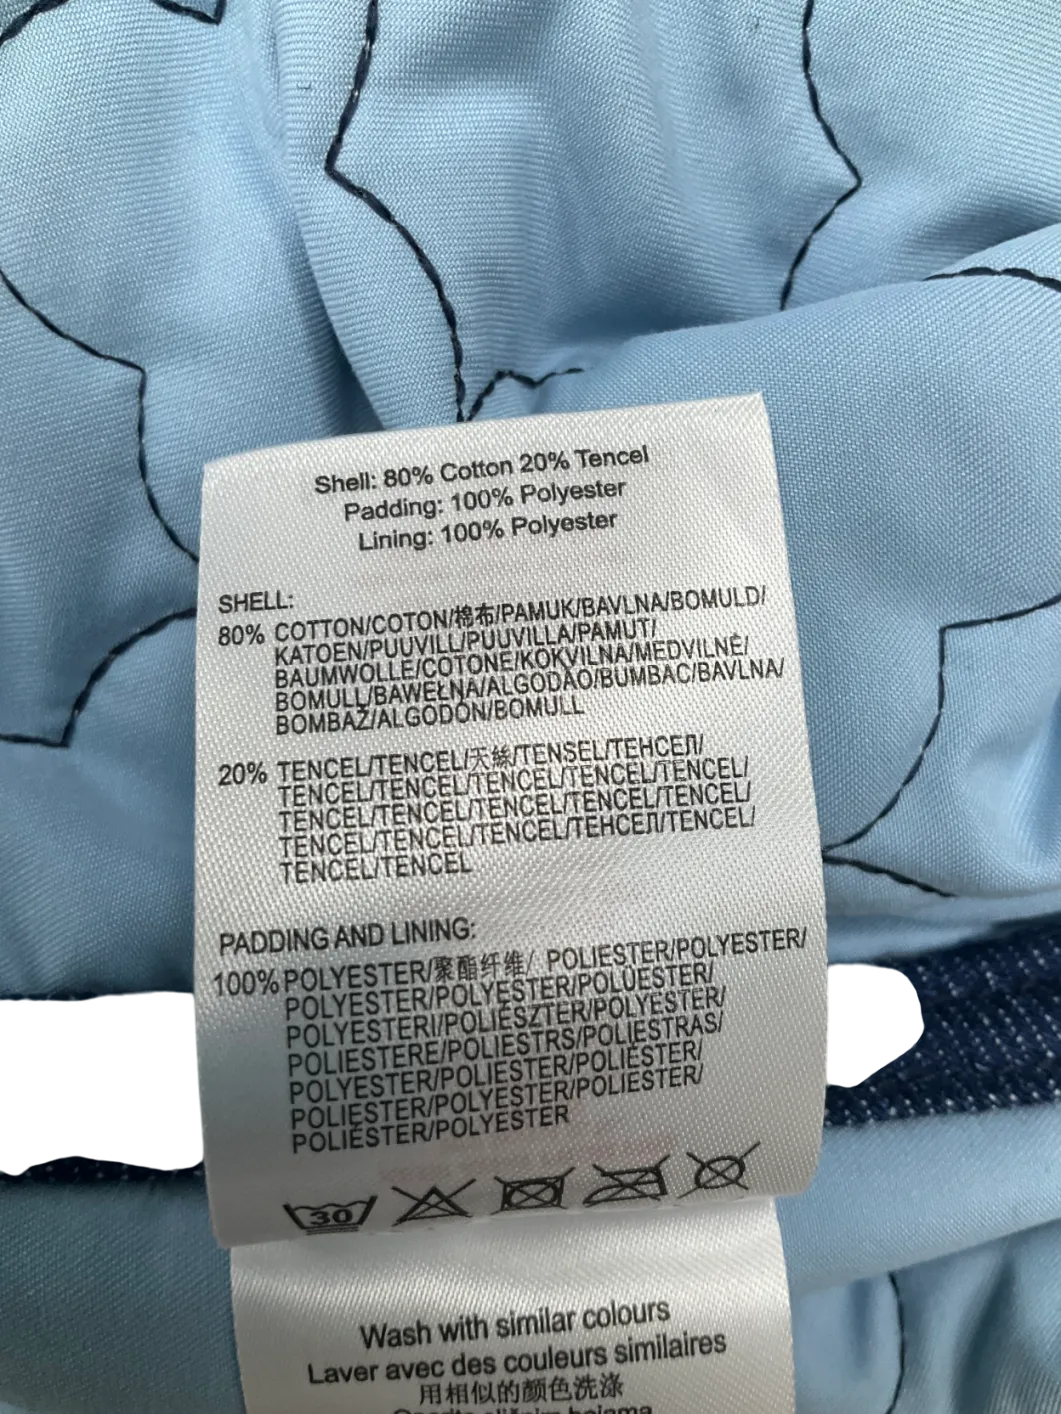 Shell: 80% Cotton 20% Tencel
Padding: 100% Polyester
Lining: 100% Polyester
SHELL:
80% COTTON/COTON/棉布/PAMUK/BAVLNA/BOMULD/
KATOEN/PUUVILL/PUUVILLA/PAMUT/
BAUMWOLLE/COTONE/KOKVILNA/MEDVILNĖ/
BOMULL/BAWEŁNA/ALGODÃO/BUMBAC/BAVLNA/
BOMBAŽ/ALGODÓN/BOMULL
20% TENCEL/TENCEL/天絲/TENSEL/ТЕНСЕЛ/
TENCEL/TENCEL/TENCEL/TENCEL/TENCEL/
TENCEL/TENCEL/TENCEL/TENCEL/TENCEL/
TENCEL/TENCEL/TENCEL/ТЕНСЕЛ/TENCEL/
TENCEL/TENCEL
PADDING AND LINING:
100% POLYESTER/聚酯纤维/ POLIESTER/POLYESTER/
POLYESTER/POLYESTER/POLÜESTER/
POLYESTERI/POLIÉSZTER/POLYESTER/
POLIESTERE/POLIESTRS/POLIESTRAS/
POLYESTER/POLIESTER/POLIÉSTER/
POLIESTER/POLYESTER/POLIESTER/
POLIÉSTER/POLYESTER
30
Wash with similar colours
Laver avec des couleurs similaires
用相似的颜色洗涤